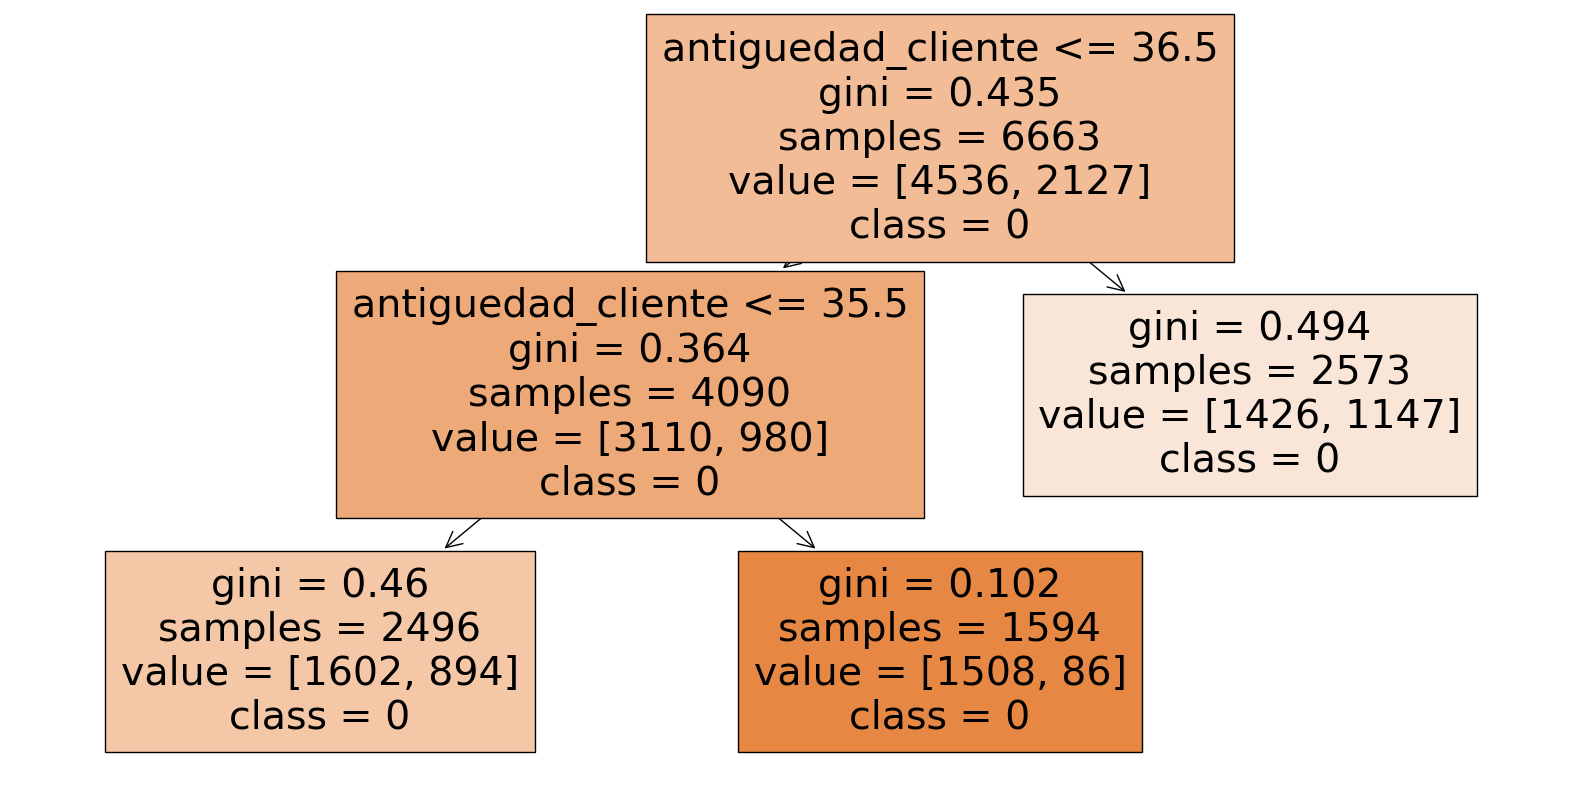 antiguedad_cliente <= 36.5
gini = 0.435
samples = 6663
value = [4536, 2127]
class = 0
antiguedad_cliente <= 35.5
gini = 0.364
samples = 4090
value = [3110, 980]
class = 0
gini = 0.494
samples = 2573
value = [1426, 1147]
class = 0
gini = 0.46
samples = 2496
value = [1602, 894]
class = 0
gini = 0.102
samples = 1594
value = [1508, 86]
class = 0